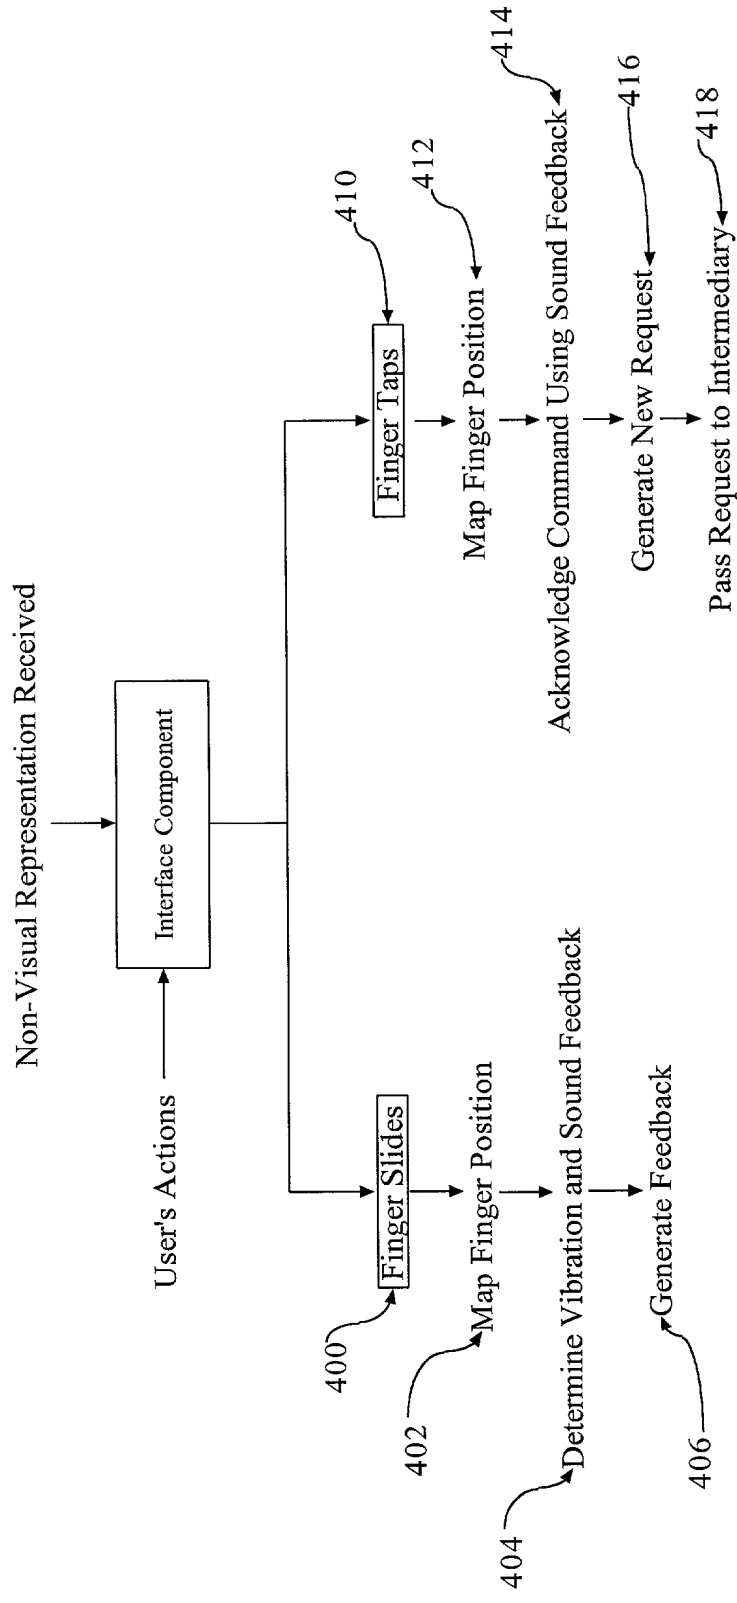 Non-Visual Representation Received
User's Actions
Interface Component
400
Finger Slides
402
Map Finger Position
404
Determine Vibration and Sound Feedback
406
Generate Feedback
410
Finger Taps
412
Map Finger Position
414
Acknowledge Command Using Sound Feedback
416
Generate New Request
418
Pass Request to Intermediary